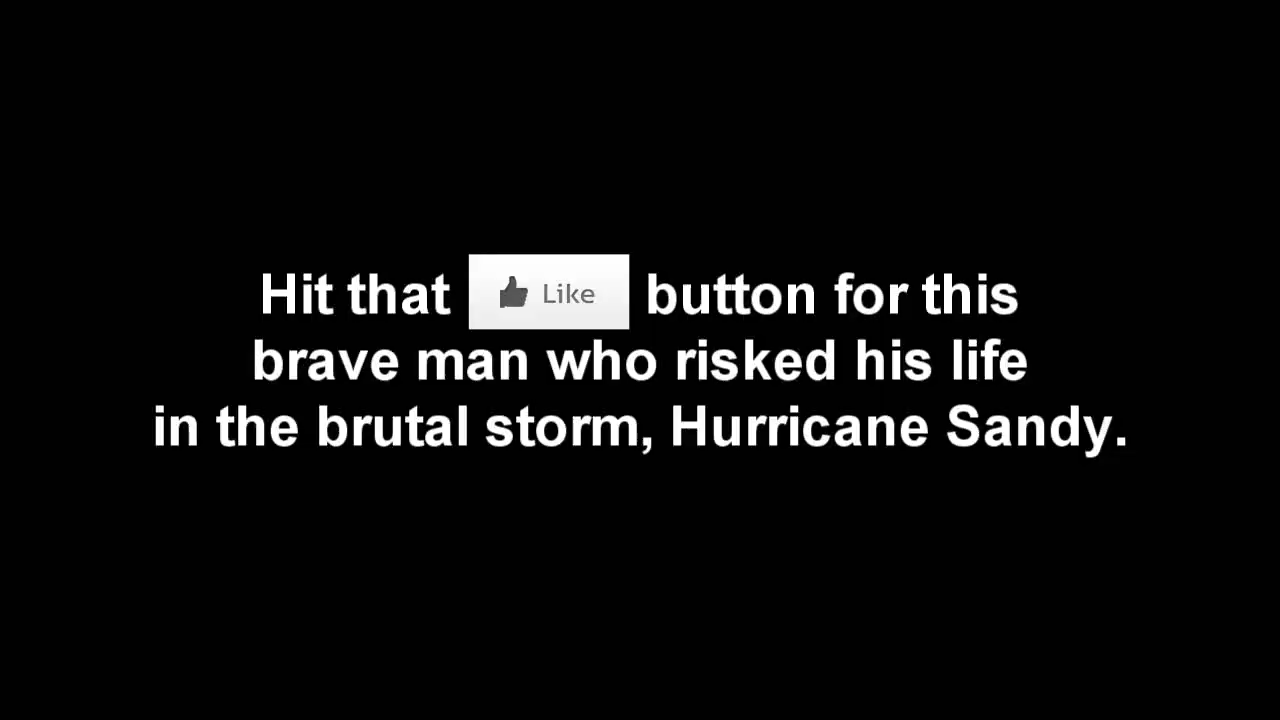 Hit that Like button for this
brave man who risked his life
in the brutal storm, Hurricane Sandy.